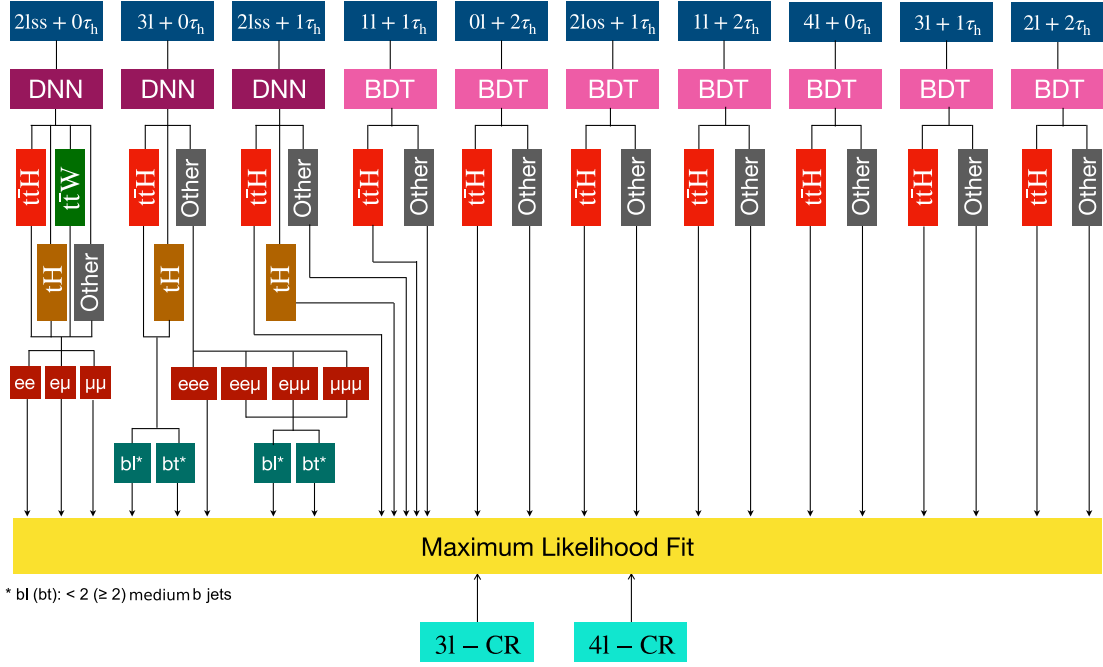 2lss + 0τh 3l + 0τh 2lss + 1τh 1l + 1τh 0l + 2τh 2los + 1τh 1l + 2τh 4l + 0τh 3l + 1τh 2l + 2τh
DNN DNN DNN BDT BDT BDT BDT BDT BDT BDT
tt̄H tt̄W tt̄H Other tt̄H Other tt̄H Other tt̄H Other tt̄H Other tt̄H Other tt̄H Other tt̄H Other tt̄H Other
tH Other tH tH
ee eμ μμ eee eeμ eμμ μμμ
bl* bt* bl* bt*
Maximum Likelihood Fit
* bl (bt): < 2 (≥ 2) medium b jets
3l − CR 4l − CR